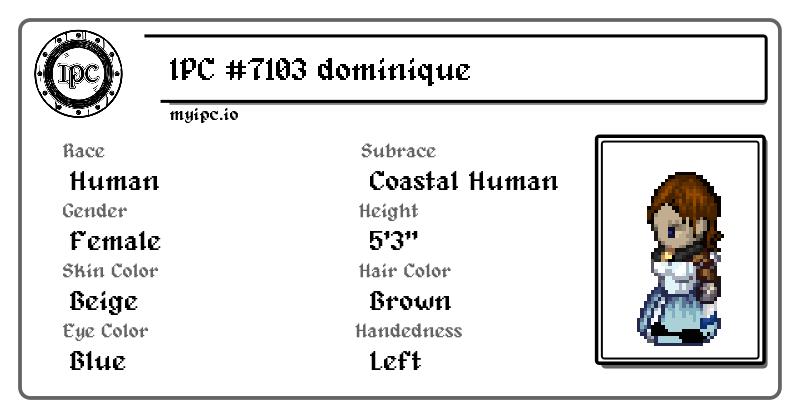 IPC
IPC #7103 dominique
myipc.io
Race
Human
Subrace
Coastal Human
Gender
Female
Height
5'3"
Skin Color
Beige
Hair Color
Brown
Eye Color
Blue
Handedness
Left